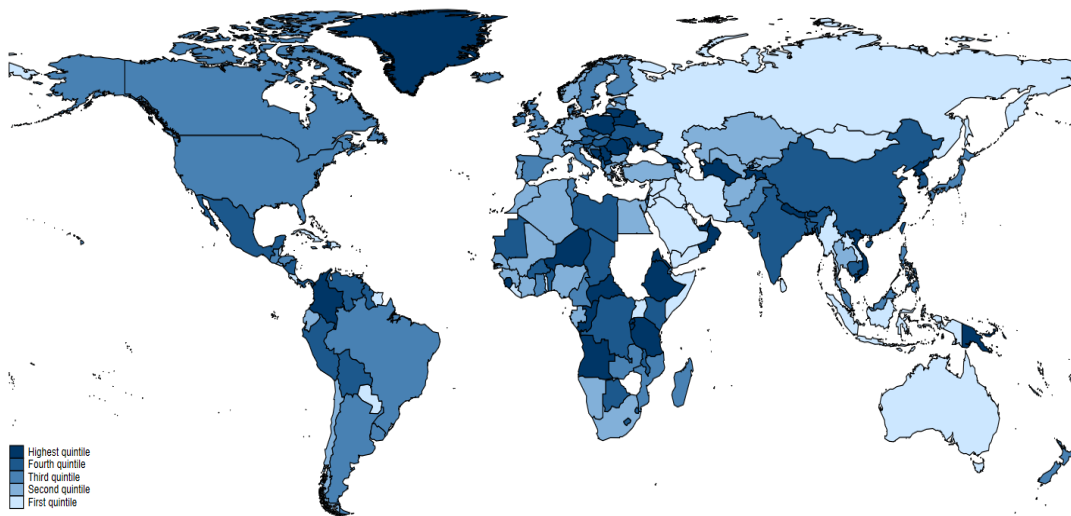 Highest quintile
Fourth quintile
Third quintile
Second quintile
First quintile